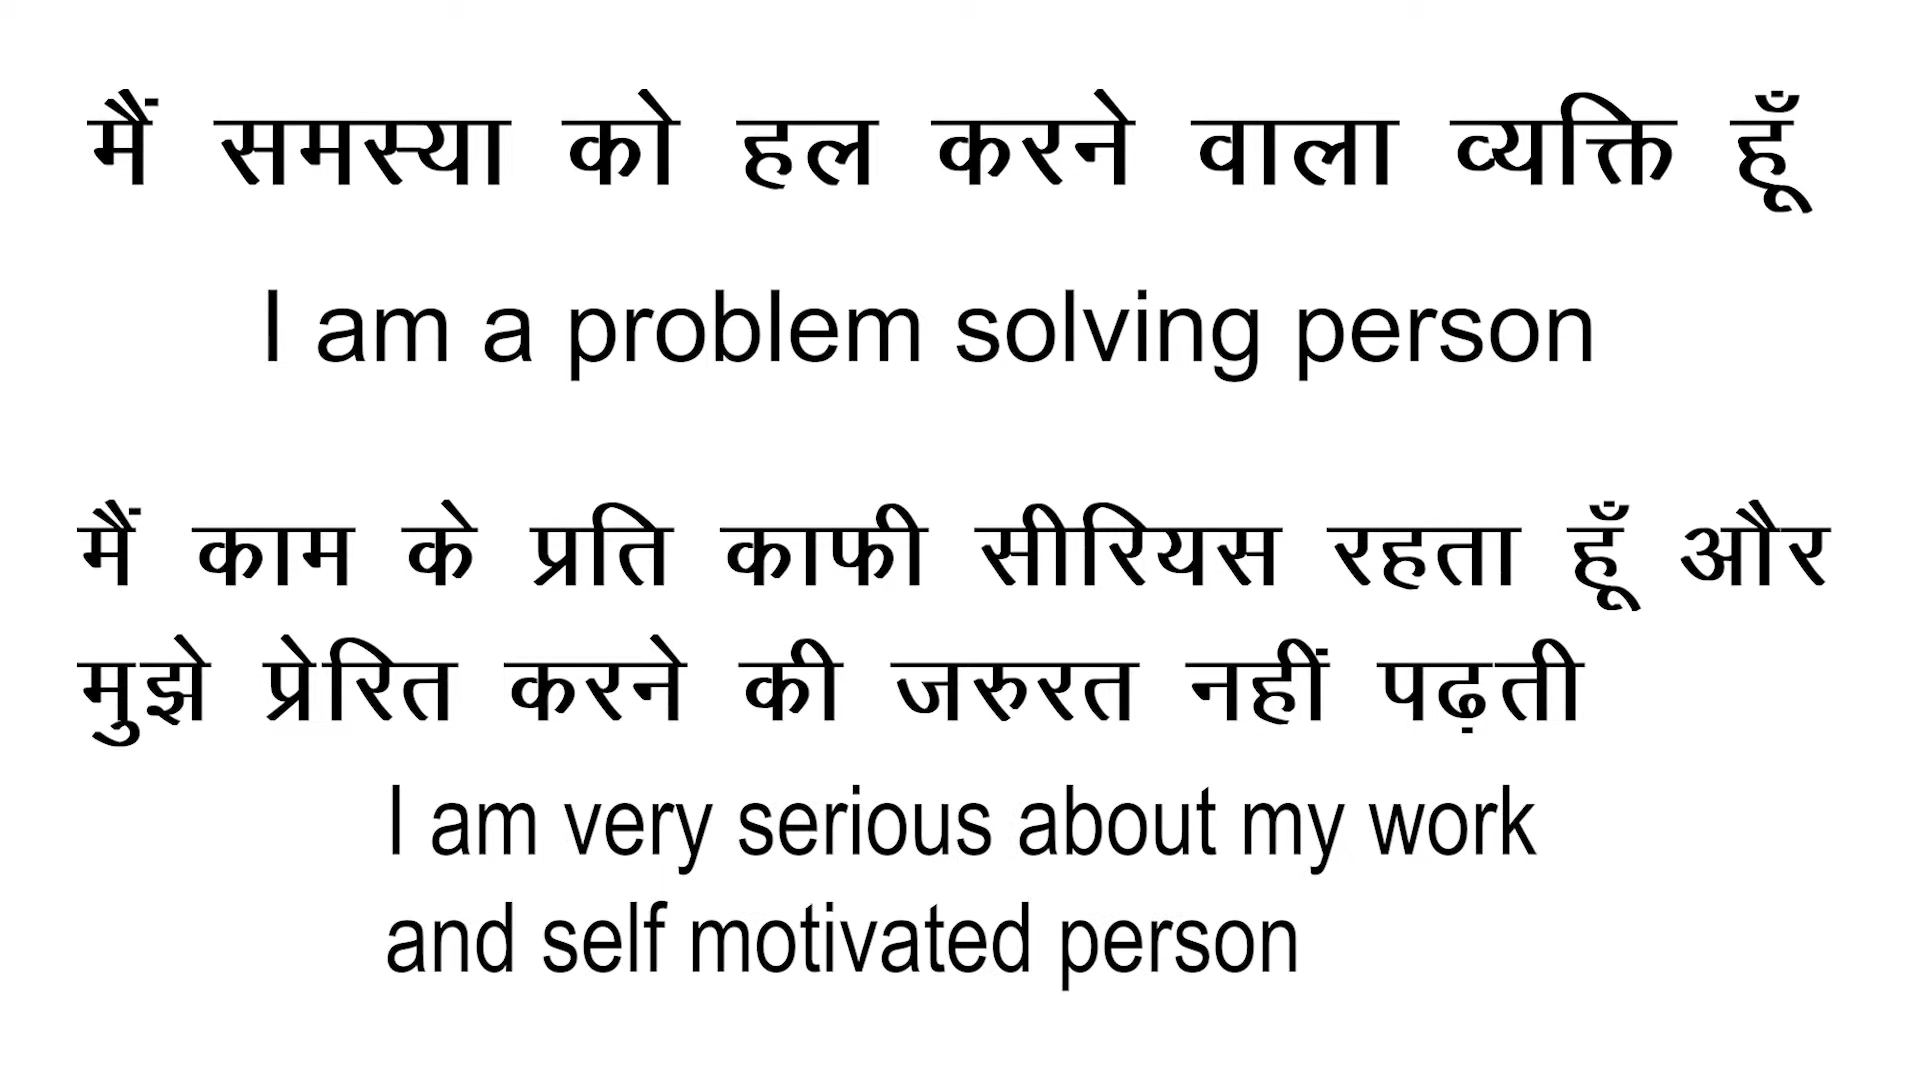 मैं समस्या को हल करने वाला व्यक्ति हूँ
I am a problem solving person
मैं काम के प्रति काफी सीरियस रहता हूँ और
मुझे प्रेरित करने की जरुरत नहीं पढ़ती
I am very serious about my work
and self motivated person